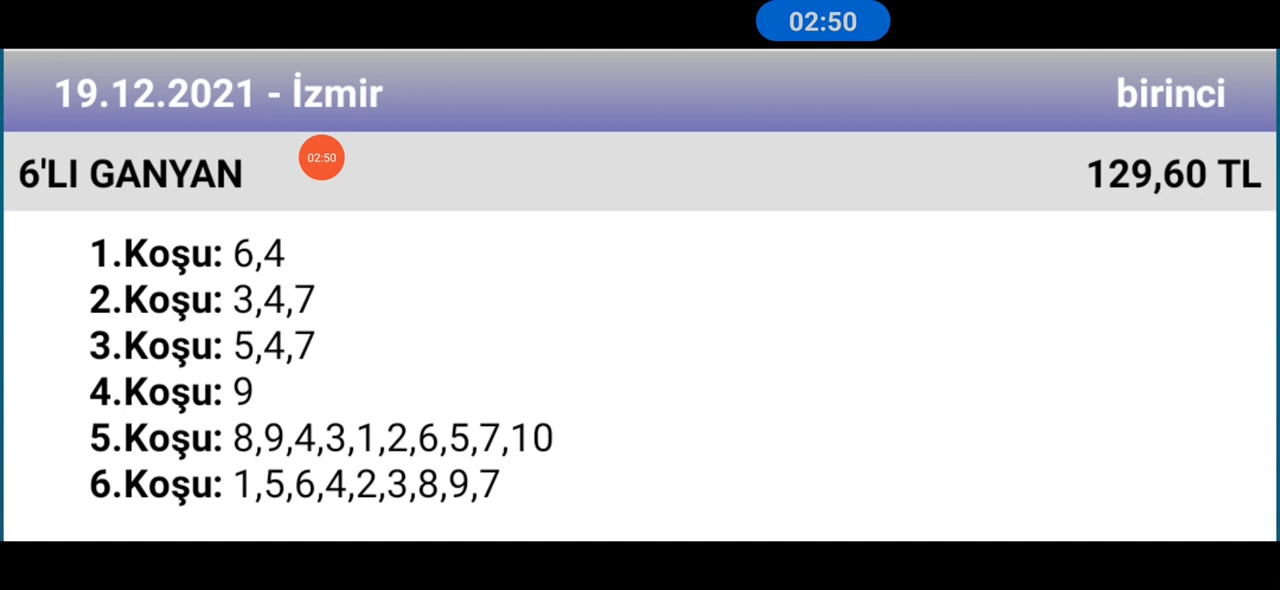 02:50
19.12.2021 - İzmir birinci
02:50
6'LI GANYAN 129,60 TL
1.Koşu: 6,4
2.Koşu: 3,4,7
3.Koşu: 5,4,7
4.Koşu: 9
5.Koşu: 8,9,4,3,1,2,6,5,7,10
6.Koşu: 1,5,6,4,2,3,8,9,7